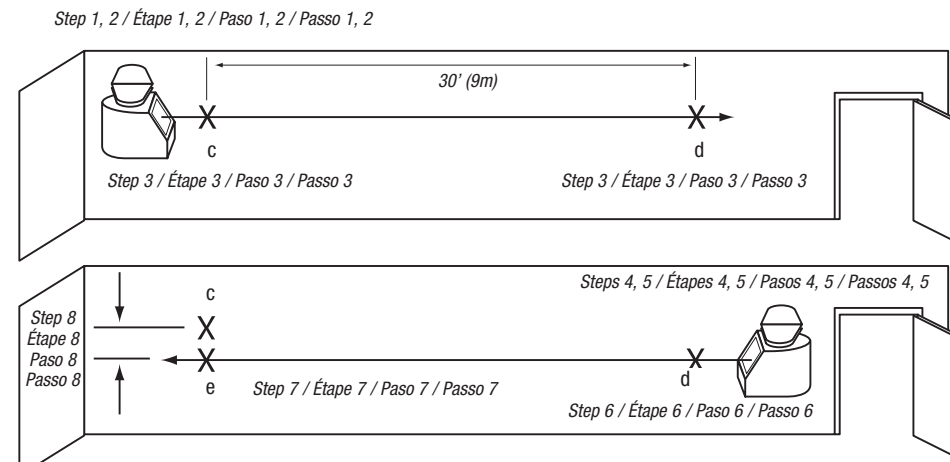 Step 1, 2 / Étape 1, 2 / Paso 1, 2 / Passo 1, 2
30’ (9m)
X
X
c
d
Step 3 / Étape 3 / Paso 3 / Passo 3
Step 3 / Étape 3 / Paso 3 / Passo 3
Steps 4, 5 / Étapes 4, 5 / Pasos 4, 5 / Passos 4, 5
c
X
Step 8
Étape 8
Paso 8
Passo 8
X
X
e
d
Step 7 / Étape 7 / Paso 7 / Passo 7
Step 6 / Étape 6 / Paso 6 / Passo 6